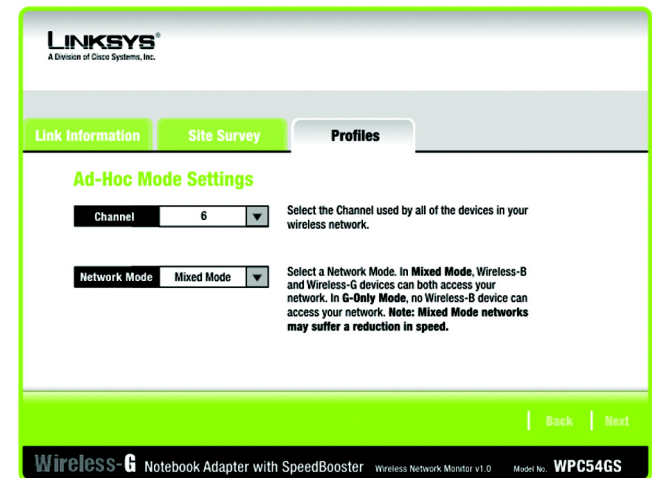 LINKSYS®
A Division of Cisco Systems, Inc.
Link Information
Site Survey
Profiles
Ad-Hoc Mode Settings
Channel
6
Select the Channel used by all of the devices in your
wireless network.
Network Mode
Mixed Mode
Select a Network Mode. In Mixed Mode, Wireless-B
and Wireless-G devices can both access your
network. In G-Only Mode, no Wireless-B device can
access your network. Note: Mixed Mode networks
may suffer a reduction in speed.
Back
Next
Wireless-G Notebook Adapter with SpeedBooster Wireless Network Monitor v1.0 Model No. WPC54GS